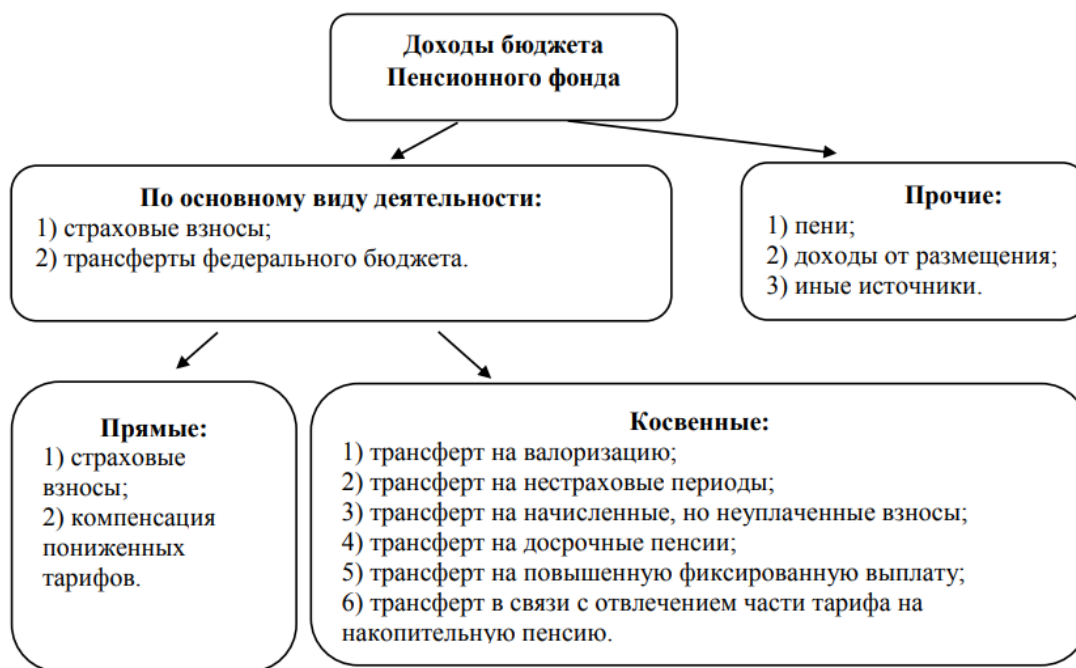 Доходы бюджета
Пенсионного фонда
По основному виду деятельности:
1) страховые взносы;
2) трансферты федерального бюджета.
Прочие:
1) пени;
2) доходы от размещения;
3) иные источники.
Прямые:
1) страховые
взносы;
2) компенсация
пониженных
тарифов.
Косвенные:
1) трансферт на валоризацию;
2) трансферт на нестраховые периоды;
3) трансферт на начисленные, но неуплаченные взносы;
4) трансферт на досрочные пенсии;
5) трансферт на повышенную фиксированную выплату;
6) трансферт в связи с отвлечением части тарифа на
накопительную пенсию.